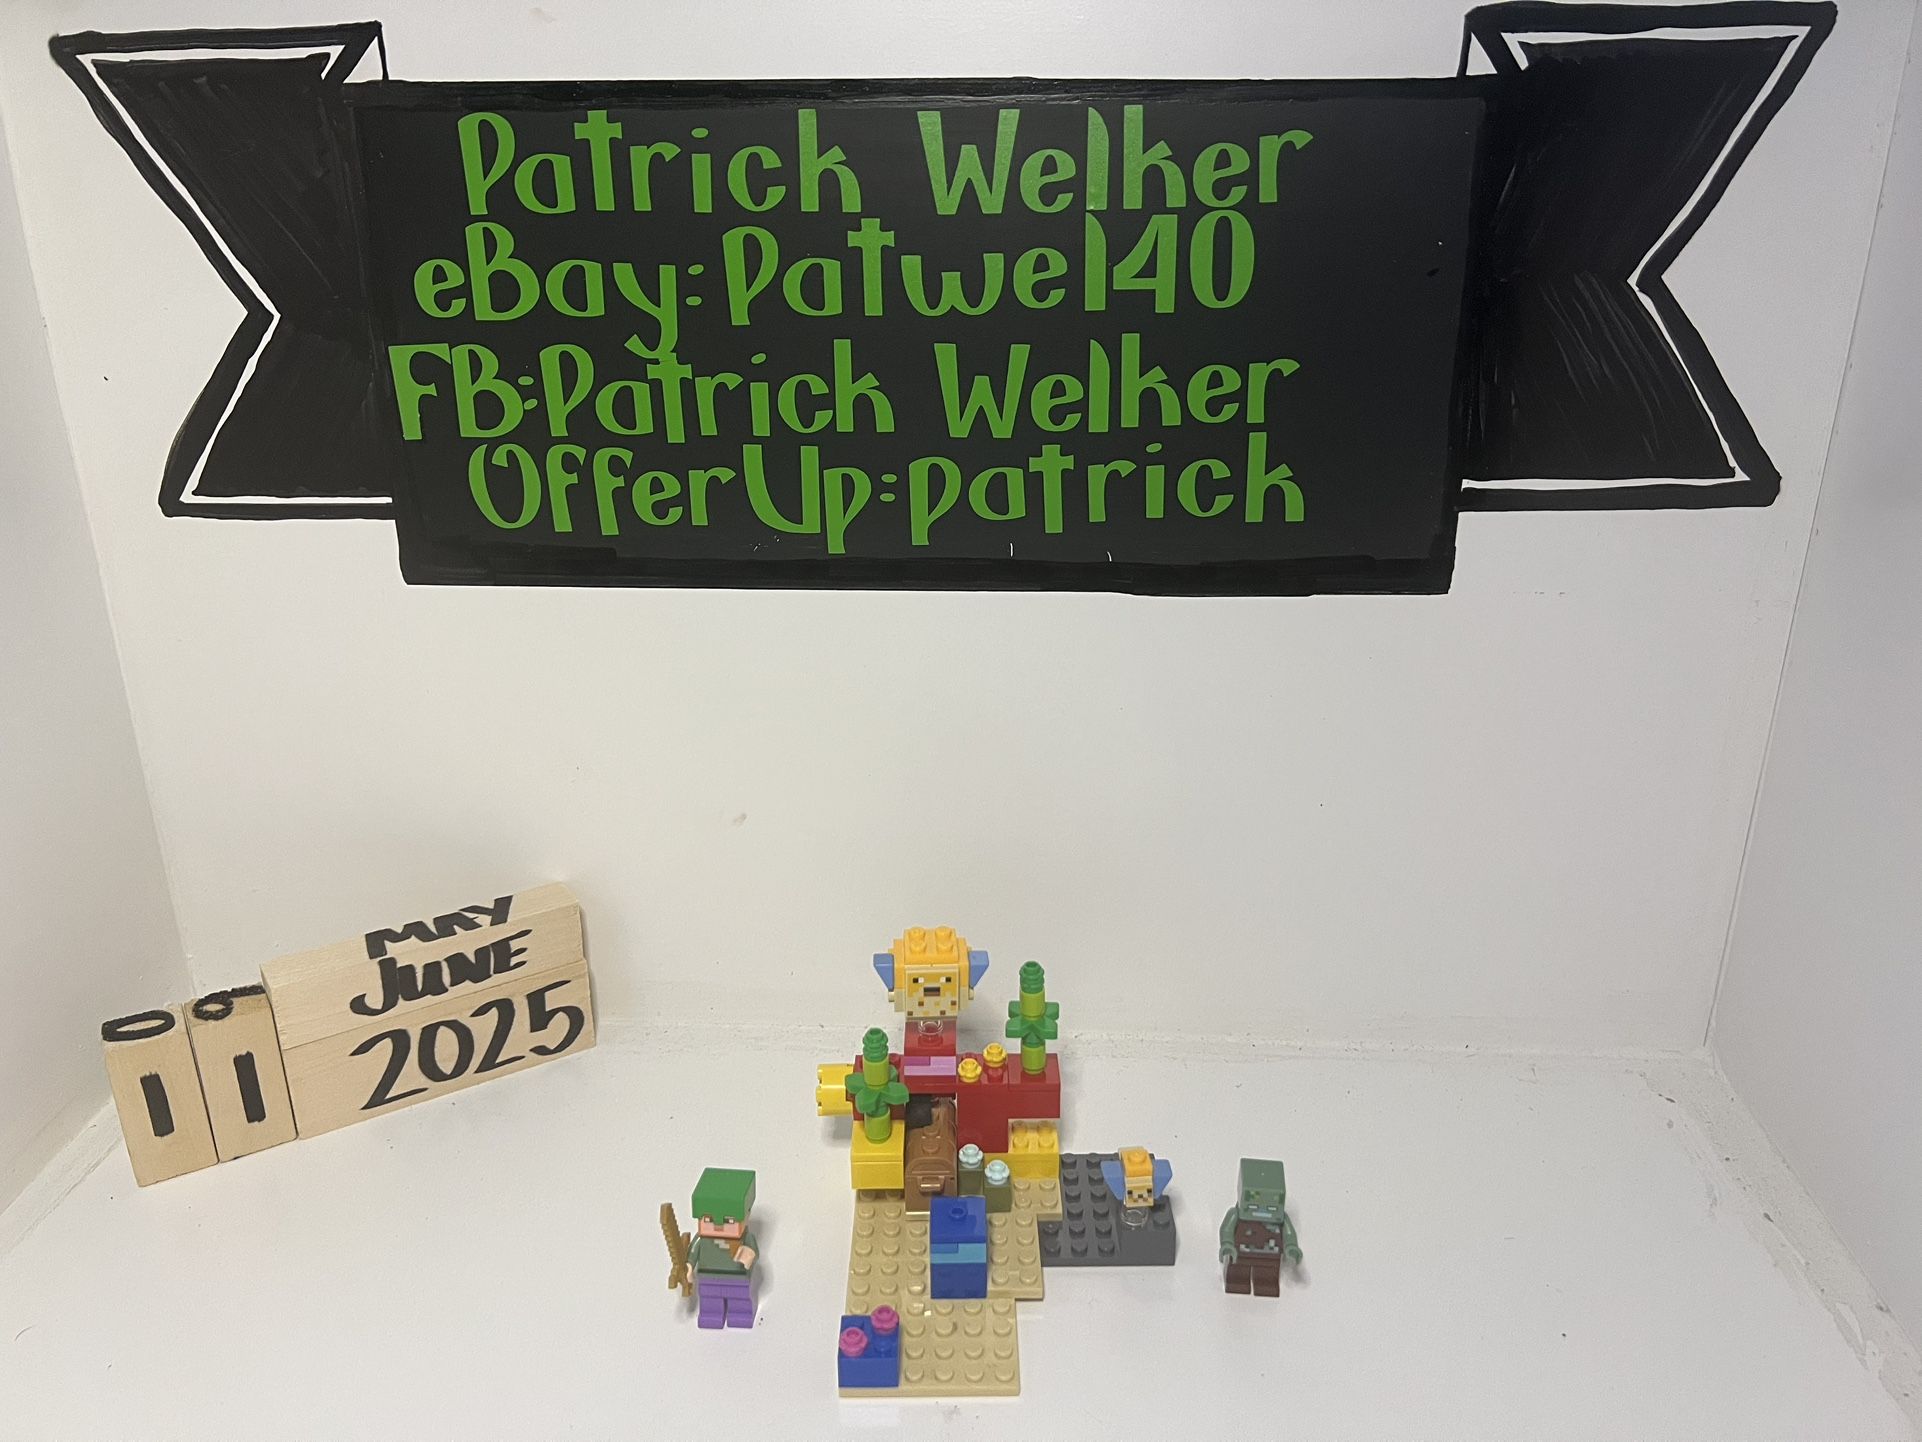 Patrick Welker
eBay:Patwel40
FB:Patrick Welker
OfferUp:patrick
MAY
JUNE
2025
0 0
1 1